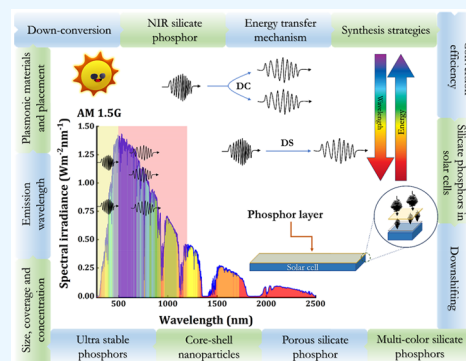 Down-conversion
NIR silicate
phosphor
Energy transfer
mechanism
Synthesis strategies
efficiency
Plasmonic materials
and placement
AM 1.5G
DC
DS
Wavelength
Energy
Silicate phosphors in
solar cells
Emission
wavelength
Spectral irradiance (Wm⁻²nm⁻¹)
1.50
1.25
1.00
0.75
0.50
0.25
0.00
500
1000
1500
2000
2500
Wavelength (nm)
Phosphor layer
Solar cell
Downshifting
Size, coverage and
concentration
Ultra stable
phosphors
Core-shell
nanoparticles
Porous silicate
phosphor
Multi-color silicate
phosphors